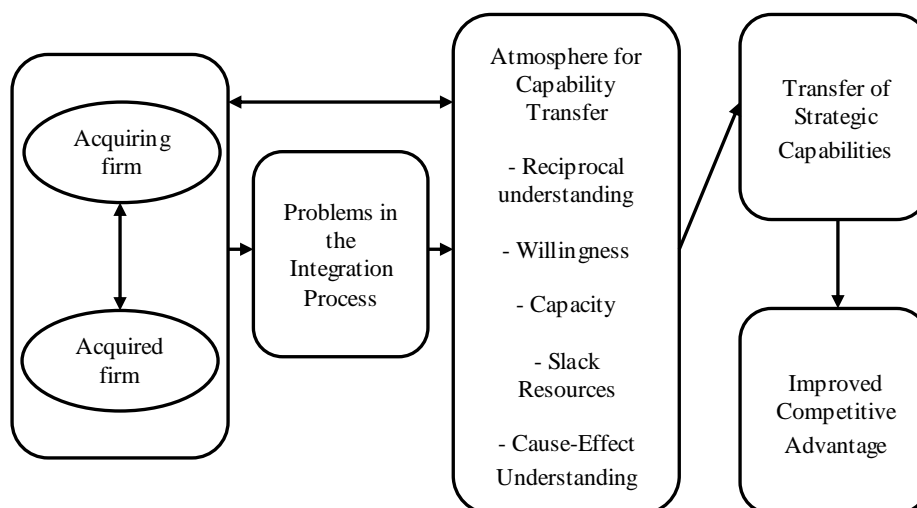 Acquiring
firm
Acquired
firm
Problems in
the
Integration
Process
Atmosphere for
Capability
Transfer
- Reciprocal
understanding
- Willingness
- Capacity
- Slack
Resources
- Cause-Effect
Understanding
Transfer of
Strategic
Capabilities
Improved
Competitive
Advantage